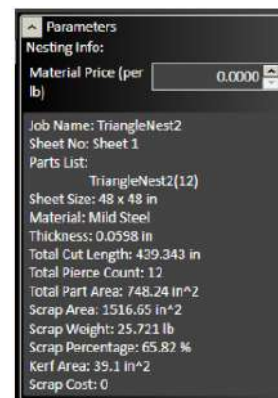 Parameters
Nesting Info:
Material Price (per
lb)
0.0000
Job Name: TriangleNest2
Sheet No: Sheet 1
Parts List:
TriangleNest2(12)
Sheet Size: 48 x 48 in
Material: Mild Steel
Thickness: 0.0598 in
Total Cut Length: 439.343 in
Total Pierce Count: 12
Total Part Area: 748.24 in^2
Scrap Area: 1516.65 in^2
Scrap Weight: 25.721 lb
Scrap Percentage: 65.82 %
Kerf Area: 39.1 in^2
Scrap Cost: 0